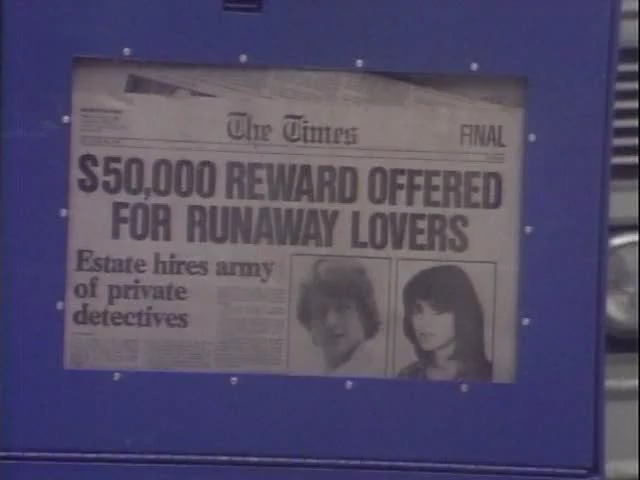 The Times
FINAL
$50,000 REWARD OFFERED
FOR RUNAWAY LOVERS
Estate hires army
of private
detectives